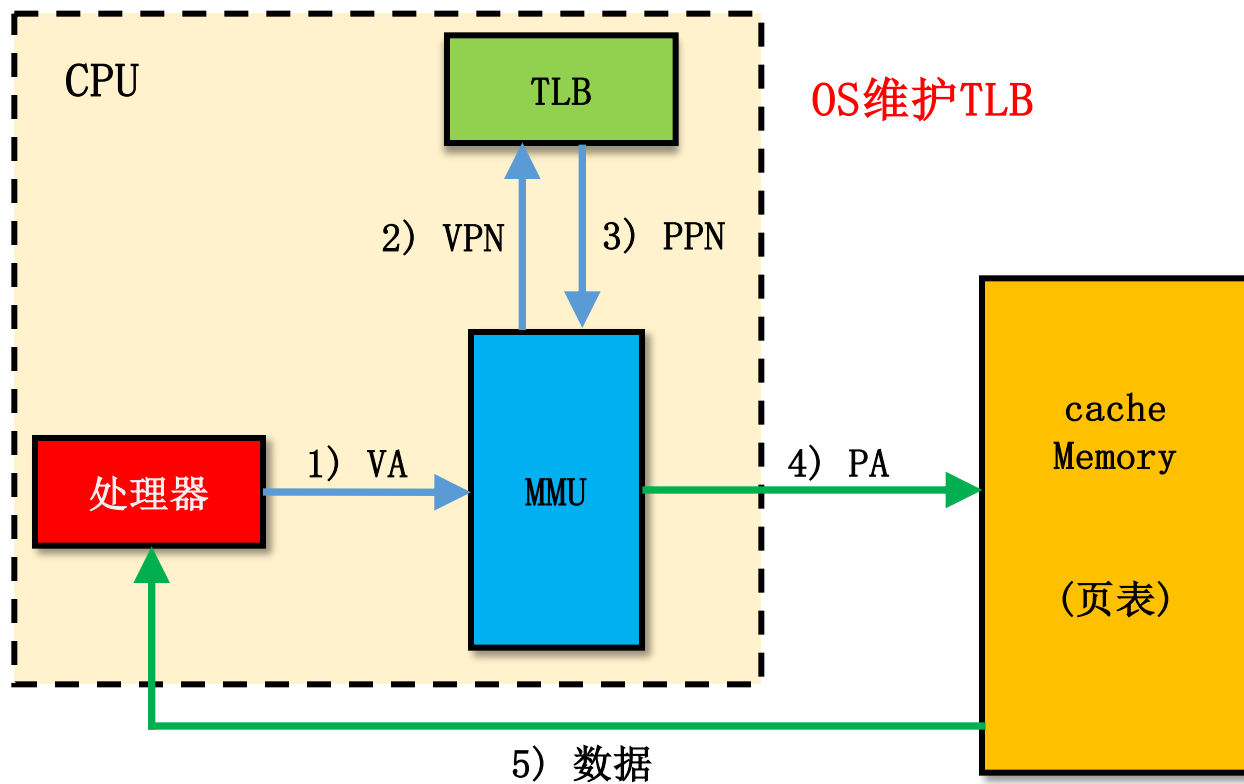 CPU
TLB
OS维护TLB
2) VPN
3) PPN
处理器
1) VA
MMU
4) PA
cache
Memory
(页表)
5) 数据